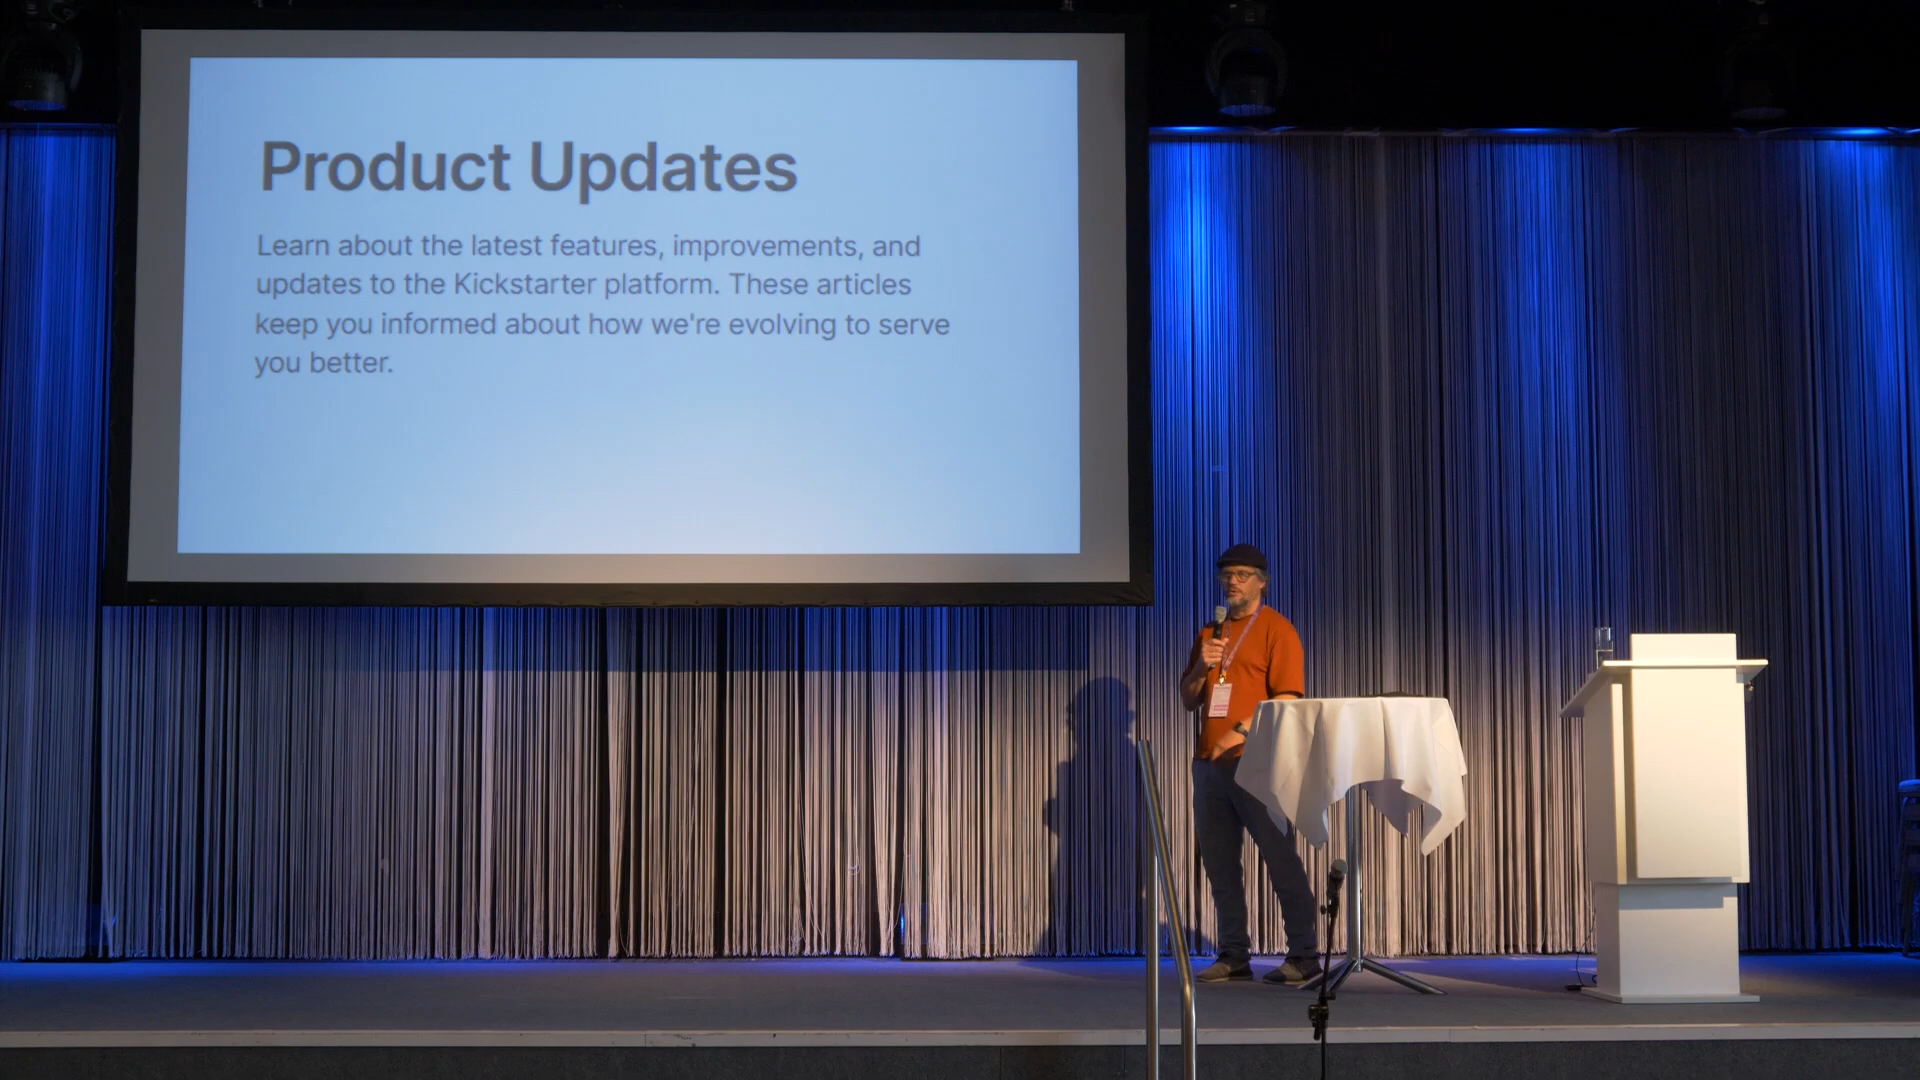 Product Updates
Learn about the latest features, improvements, and
updates to the Kickstarter platform. These articles
keep you informed about how we're evolving to serve
you better.